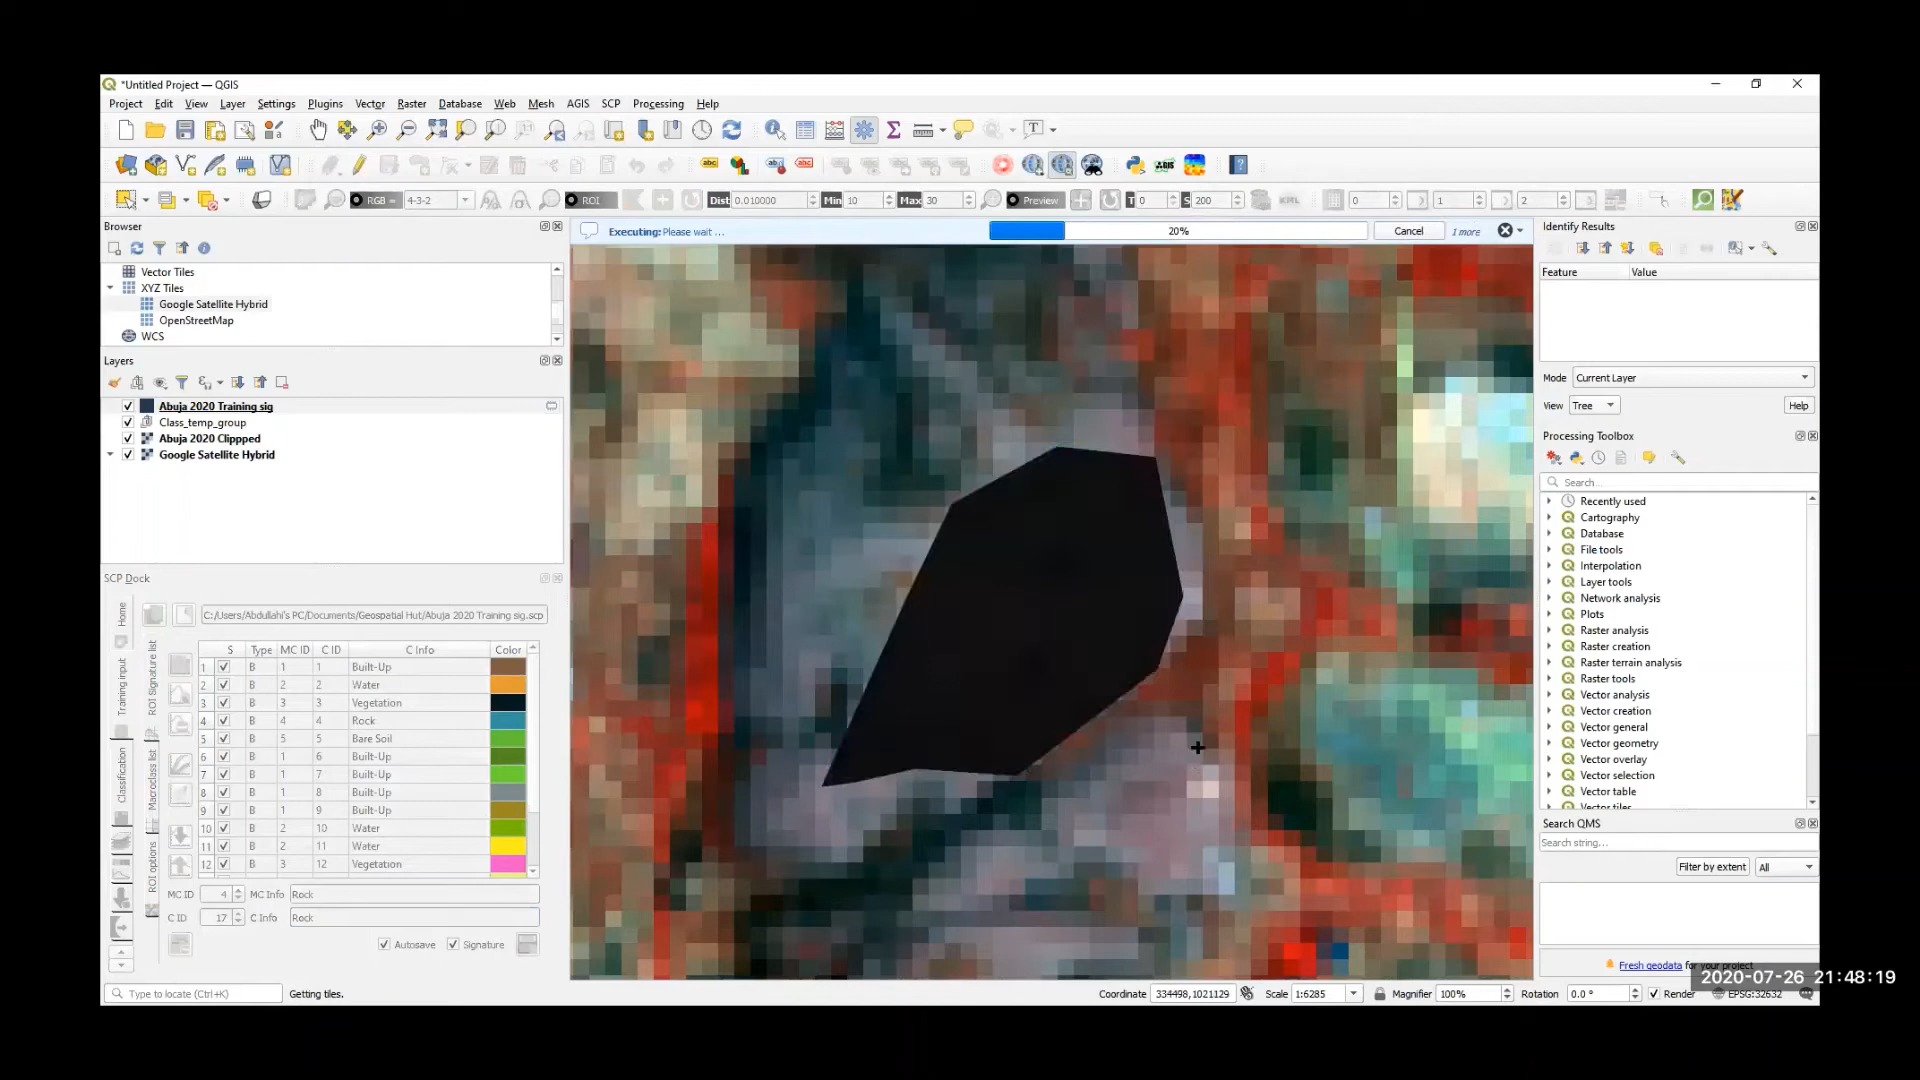 *Untitled Project — QGIS
Project Edit View Layer Settings Plugins Vector Raster Database Web Mesh AGIS SCP Processing Help
RGB = 4-3-2 ROI Dist 0.010000 Min 10 Max 30 Preview T 0 S 200 KML 0 1 2
Browser
Vector Tiles
XYZ Tiles
Google Satellite Hybrid
OpenStreetMap
WCS
Layers
Abuja 2020 Training sig
Class_temp_group
Abuja 2020 Clippped
Google Satellite Hybrid
SCP Dock
Home
Training input
Classification
ROI Signature list
Macroclass list
ROI options
C:/Users/Abdullahi's PC/Documents/Geospatial Hut/Abuja 2020 Training sig.scp
S Type MC ID C ID C Info Color
1 B 1 1 Built-Up
2 B 2 2 Water
3 B 3 3 Vegetation
4 B 4 4 Rock
5 B 5 5 Bare Soil
6 B 1 6 Built-Up
7 B 1 7 Built-Up
8 B 1 8 Built-Up
9 B 1 9 Built-Up
10 B 2 10 Water
11 B 2 11 Water
12 B 3 12 Vegetation
MC ID 4 MC Info Rock
C ID 17 C Info Rock
Autosave Signature
Executing: Please wait ... 20% Cancel 1 more
Identify Results
Feature Value
Mode Current Layer
View Tree Help
Processing Toolbox
Search...
Recently used
Cartography
Database
File tools
Interpolation
Layer tools
Network analysis
Plots
Raster analysis
Raster creation
Raster terrain analysis
Raster tools
Vector analysis
Vector creation
Vector general
Vector geometry
Vector overlay
Vector selection
Vector table
Vector tiles
Search QMS
Search string...
Filter by extent All
Fresh geodata for your project
2020-07-26 21:48:19
Type to locate (Ctrl+K) Getting tiles. Coordinate 334498,1021129 Scale 1:6285 Magnifier 100% Rotation 0.0 ° Render EPSG:32632